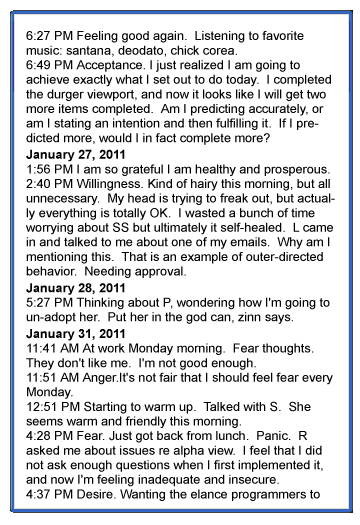 6:27 PM Feeling good again.  Listening to favorite
music: santana, deodato, chick corea.
6:49 PM Acceptance. I just realized I am going to
achieve exactly what I set out to do today.  I completed
the durger viewport, and now it looks like I will get two
more items completed.  Am I predicting accurately, or
am I stating an intention and then fulfilling it.  If I pre-
dicted more, would I in fact complete more?
January 27, 2011
1:56 PM I am so grateful I am healthy and prosperous.
2:40 PM Willingness. Kind of hairy this morning, but all
unnecessary.  My head is trying to freak out, but actual-
ly everything is totally OK.  I wasted a bunch of time
worrying about SS but ultimately it self-healed.  L came
in and talked to me about one of my emails.  Why am I
mentioning this.  That is an example of outer-directed
behavior.  Needing approval.
January 28, 2011
5:27 PM Thinking about P, wondering how I'm going to
un-adopt her.  Put her in the god can, zinn says.
January 31, 2011
11:41 AM At work Monday morning.  Fear thoughts.
They don't like me.  I'm not good enough.
11:51 AM Anger.It's not fair that I should feel fear every
Monday.
12:51 PM Starting to warm up.  Talked with S.  She
seems warm and friendly this morning.
4:28 PM Fear. Just got back from lunch.  Panic.  R
asked me about issues re alpha view.  I feel that I did
not ask enough questions when I first implemented it,
and now I'm feeling inadequate and insecure.
4:37 PM Desire. Wanting the elance programmers to